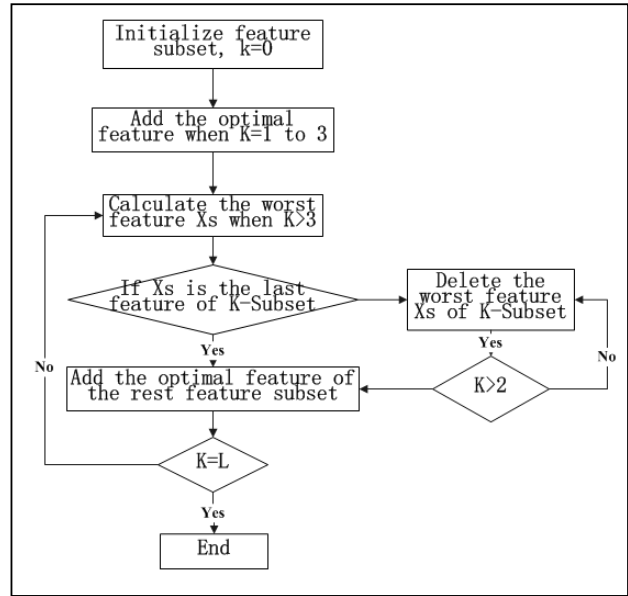 Initialize feature
subset, k=0
Add the optimal
feature when K=1 to 3
Calculate the worst
feature Xs when K>3
If Xs is the last
feature of K-Subset
Delete the
worst feature
Xs of K-Subset
Yes
Yes
No
No
Add the optimal feature of
the rest feature subset
K>2
K=L
Yes
End